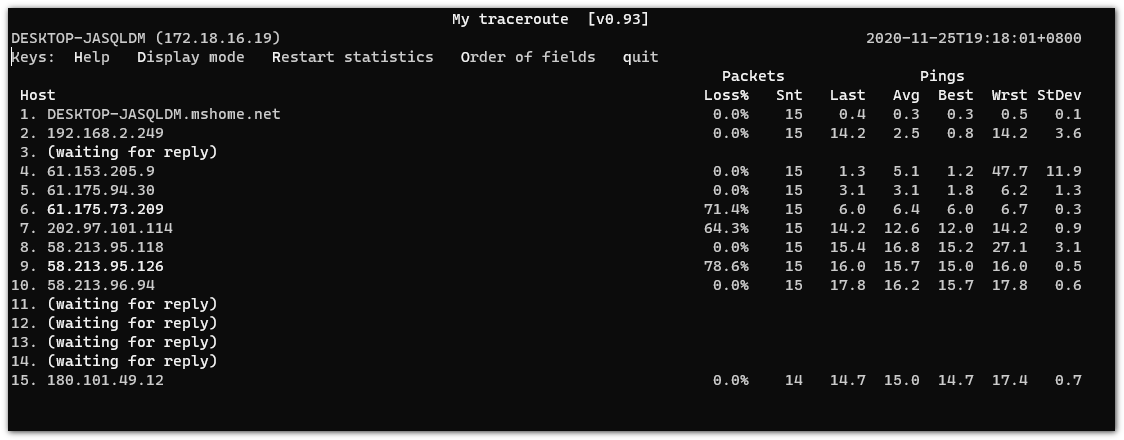 My traceroute  [v0.93]
DESKTOP-JASQLDM (172.18.16.19)                                                                 2020-11-25T19:18:01+0800
Keys:  Help   Display mode   Restart statistics   Order of fields   quit
                                                                               Packets               Pings
 Host                                                                        Loss%   Snt   Last   Avg  Best  Wrst StDev
 1. DESKTOP-JASQLDM.mshome.net                                                0.0%    15    0.4   0.3   0.3   0.5   0.1
 2. 192.168.2.249                                                             0.0%    15   14.2   2.5   0.8  14.2   3.6
 3. (waiting for reply)
 4. 61.153.205.9                                                              0.0%    15    1.3   5.1   1.2  47.7  11.9
 5. 61.175.94.30                                                              0.0%    15    3.1   3.1   1.8   6.2   1.3
 6. 61.175.73.209                                                            71.4%    15    6.0   6.4   6.0   6.7   0.3
 7. 202.97.101.114                                                           64.3%    15   14.2  12.6  12.0  14.2   0.9
 8. 58.213.95.118                                                             0.0%    15   15.4  16.8  15.2  27.1   3.1
 9. 58.213.95.126                                                            78.6%    15   16.0  15.7  15.0  16.0   0.5
10. 58.213.96.94                                                              0.0%    15   17.8  16.2  15.7  17.8   0.6
11. (waiting for reply)
12. (waiting for reply)
13. (waiting for reply)
14. (waiting for reply)
15. 180.101.49.12                                                             0.0%    14   14.7  15.0  14.7  17.4   0.7